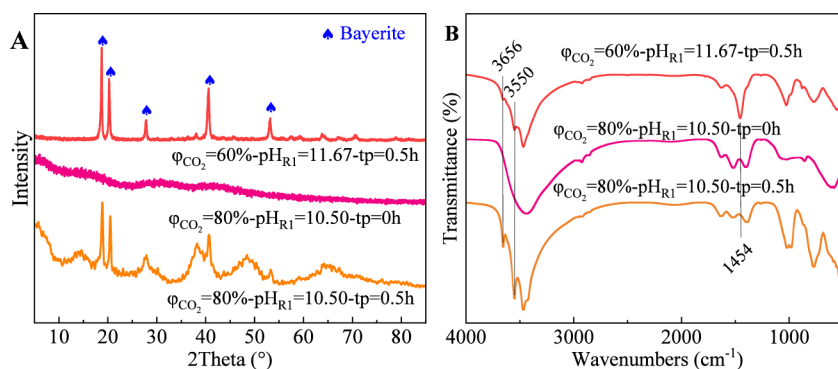 A
♠ Bayerite
φCO₂=60%-pHR1=11.67-tp=0.5h
φCO₂=80%-pHR1=10.50-tp=0h
φCO₂=80%-pHR1=10.50-tp=0.5h
Intensity
10 20 30 40 50 60 70 80
2Theta (°)
B
3656
3550
φCO₂=60%-pHR1=11.67-tp=0.5h
φCO₂=80%-pHR1=10.50-tp=0h
φCO₂=80%-pHR1=10.50-tp=0.5h
1454
Transmittance (%)
4000 3000 2000 1000
Wavenumbers (cm⁻¹)